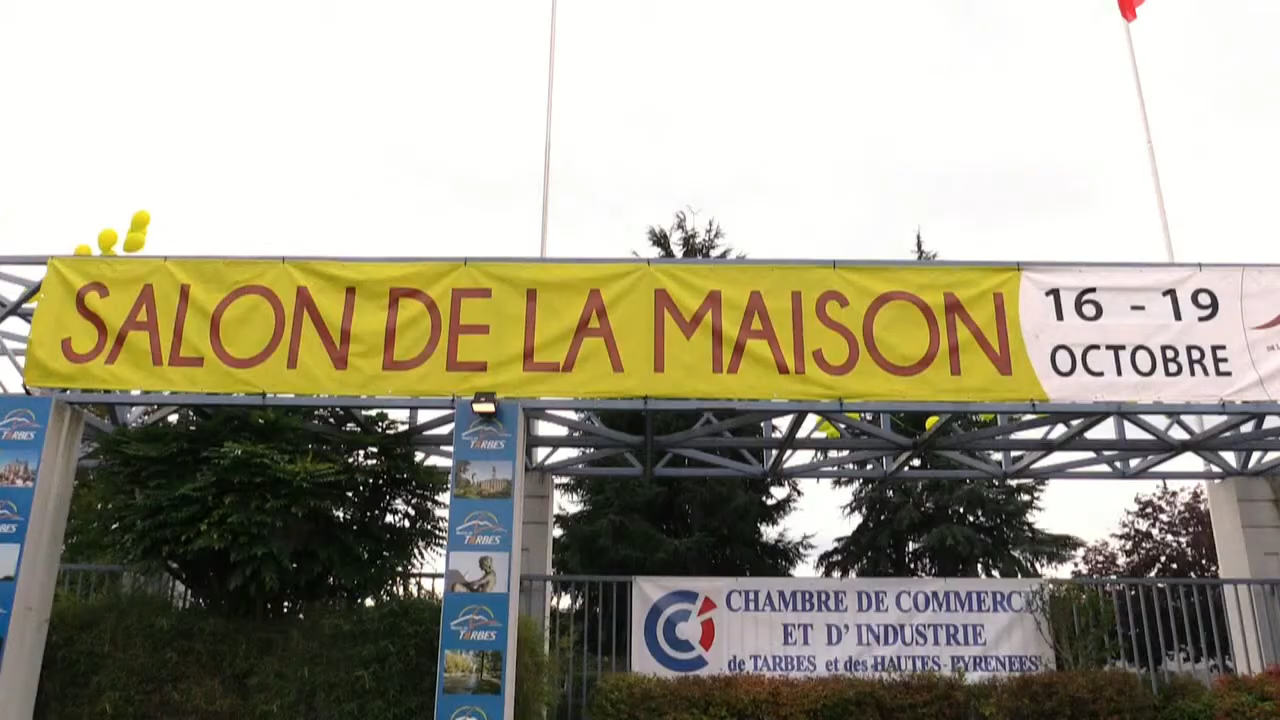 SALON DE LA MAISON
16 - 19
OCTOBRE
TARBES
TARBES
TARBES
TARBES
CHAMBRE DE COMMERCE
ET D'INDUSTRIE
de TARBES et des HAUTES-PYRENEES